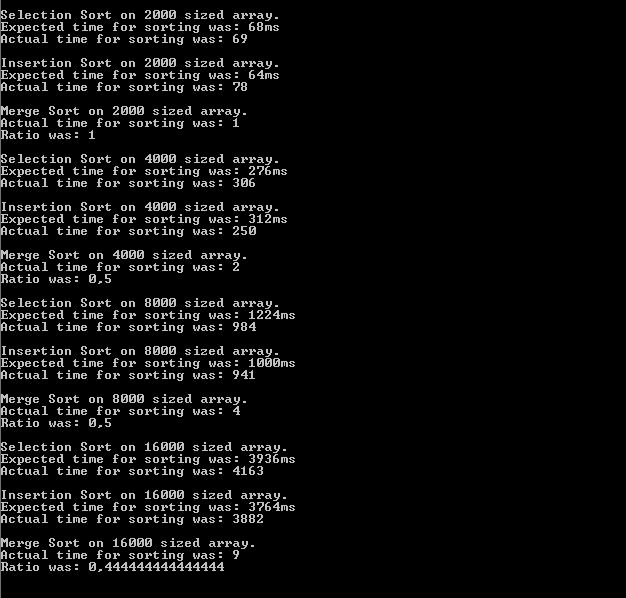 Selection Sort on 2000 sized array.
Expected time for sorting was: 68ms
Actual time for sorting was: 69
Insertion Sort on 2000 sized array.
Expected time for sorting was: 64ms
Actual time for sorting was: 78
Merge Sort on 2000 sized array.
Actual time for sorting was: 1
Ratio was: 1
Selection Sort on 4000 sized array.
Expected time for sorting was: 276ms
Actual time for sorting was: 306
Insertion Sort on 4000 sized array.
Expected time for sorting was: 312ms
Actual time for sorting was: 250
Merge Sort on 4000 sized array.
Actual time for sorting was: 2
Ratio was: 0,5
Selection Sort on 8000 sized array.
Expected time for sorting was: 1224ms
Actual time for sorting was: 984
Insertion Sort on 8000 sized array.
Expected time for sorting was: 1000ms
Actual time for sorting was: 941
Merge Sort on 8000 sized array.
Actual time for sorting was: 4
Ratio was: 0,5
Selection Sort on 16000 sized array.
Expected time for sorting was: 3936ms
Actual time for sorting was: 4163
Insertion Sort on 16000 sized array.
Expected time for sorting was: 3764ms
Actual time for sorting was: 3882
Merge Sort on 16000 sized array.
Actual time for sorting was: 9
Ratio was: 0,444444444444444